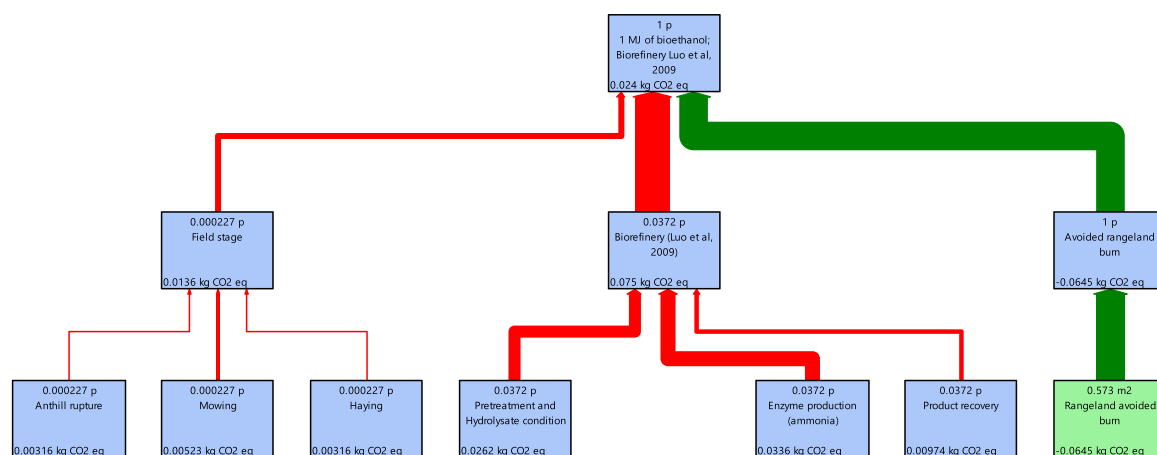 1 p
1 MJ of bioethanol;
Biorefinery Luo et al,
2009
0.024 kg CO2 eq
0.000227 p
Field stage
0.0136 kg CO2 eq
0.0372 p
Biorefinery (Luo et al,
2009)
0.075 kg CO2 eq
1 p
Avoided rangeland
burn
-0.0645 kg CO2 eq
0.000227 p
Anthill rupture
0.00316 kg CO2 eq
0.000227 p
Mowing
0.00523 kg CO2 eq
0.000227 p
Haying
0.00316 kg CO2 eq
0.0372 p
Pretreatment and
Hydrolysate condition
0.0262 kg CO2 eq
0.0372 p
Enzyme production
(ammonia)
0.0336 kg CO2 eq
0.0372 p
Product recovery
0.00974 kg CO2 eq
0.573 m2
Rangeland avoided
burn
-0.0645 kg CO2 eq